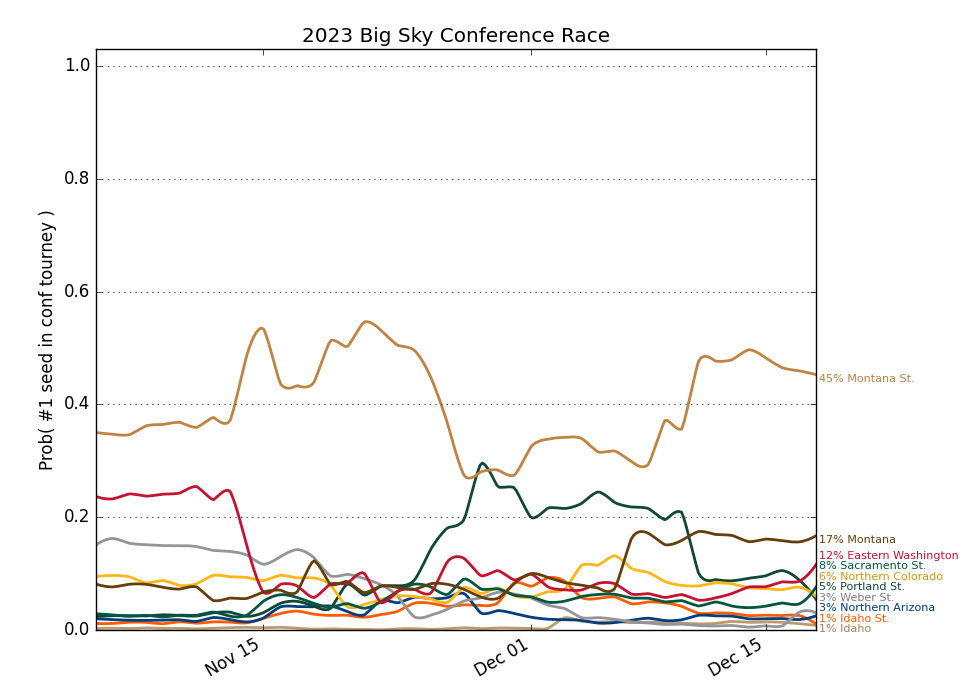 2023 Big Sky Conference Race
Prob( #1 seed in conf tourney )
1.0
0.8
0.6
0.4
0.2
0.0
Nov 15
Dec 01
Dec 15
45% Montana St.
17% Montana
12% Eastern Washington
8% Sacramento St.
6% Northern Colorado
5% Portland St.
3% Weber St.
3% Northern Arizona
1% Idaho St.
1% Idaho